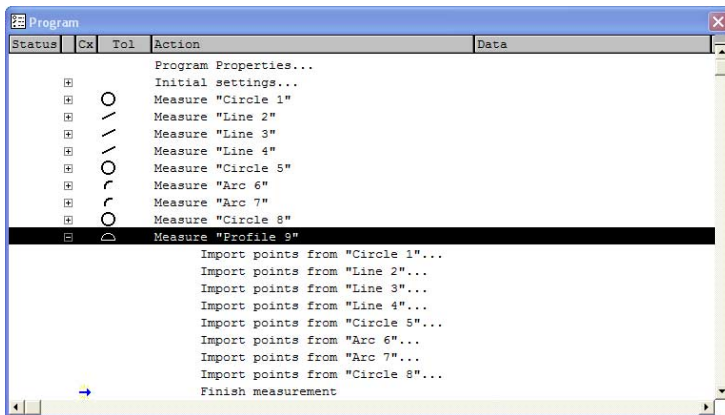 Program
Status Cx Tol Action Data
Program Properties...
Initial settings...
Measure "Circle 1"
Measure "Line 2"
Measure "Line 3"
Measure "Line 4"
Measure "Circle 5"
Measure "Arc 6"
Measure "Arc 7"
Measure "Circle 8"
Measure "Profile 9"
Import points from "Circle 1"...
Import points from "Line 2"...
Import points from "Line 3"...
Import points from "Line 4"...
Import points from "Circle 5"...
Import points from "Arc 6"...
Import points from "Arc 7"...
Import points from "Circle 8"...
Finish measurement